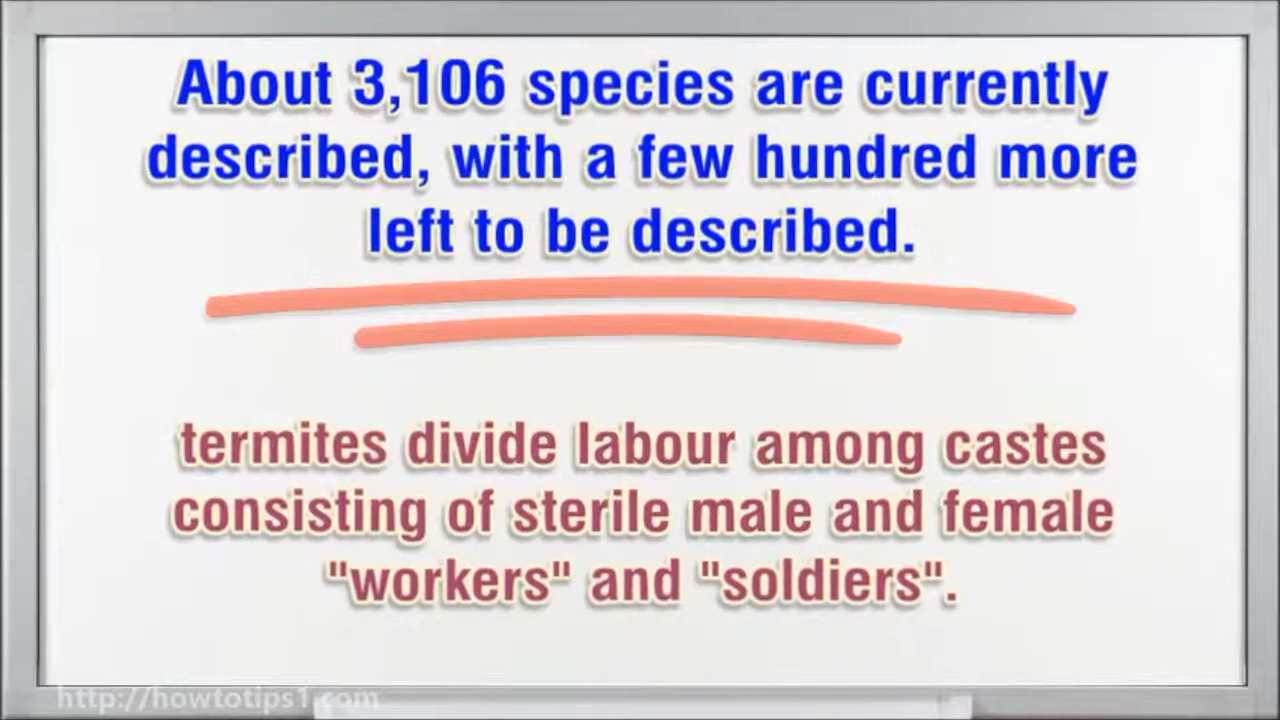 About 3,106 species are currently
described, with a few hundred more
left to be described.
termites divide labour among castes
consisting of sterile male and female
"workers" and "soldiers".
http://howtotips1.com